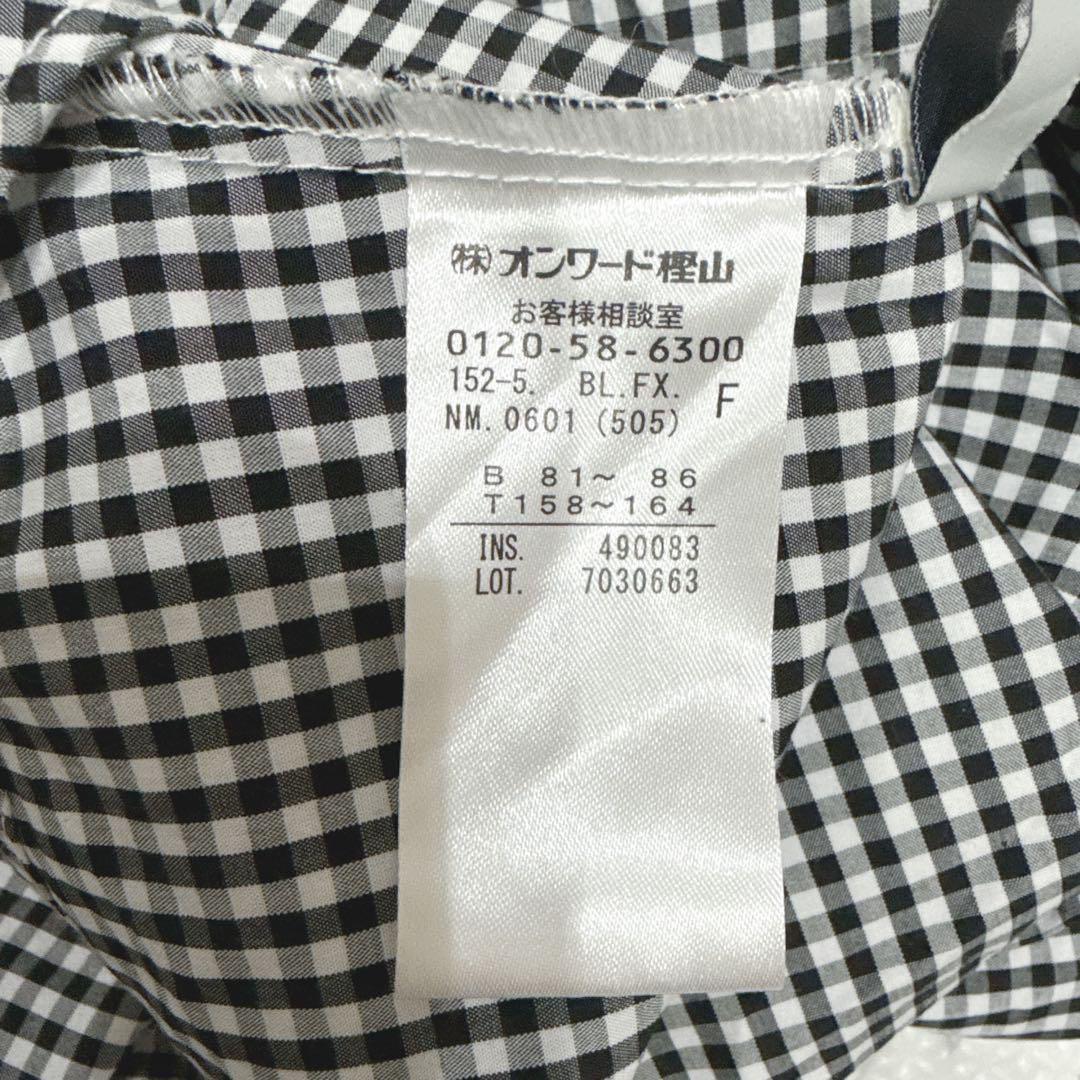 (株)オンワード樫山
お客様相談室
0120-58-6300
152-5. BL.FX. F
NM. 0601 (505)
B 81〜 86
T158〜164
INS. 490083
LOT. 7030663